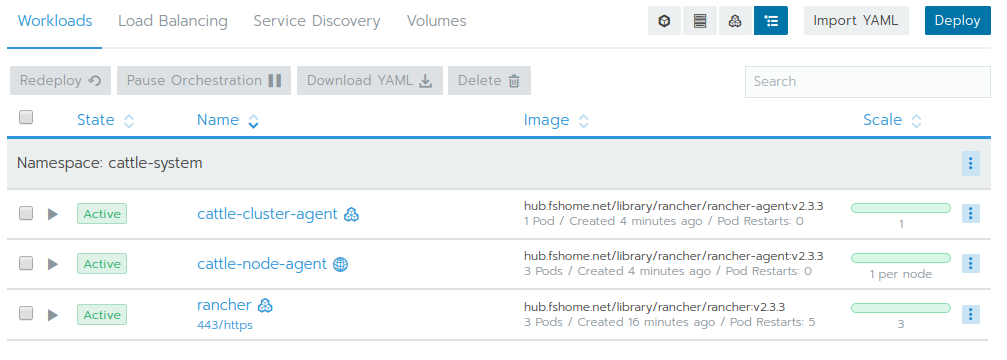 Workloads Load Balancing Service Discovery Volumes Import YAML Deploy
Redeploy Pause Orchestration Download YAML Delete Search
State Name Image Scale
Namespace: cattle-system
Active cattle-cluster-agent hub.fshome.net/library/rancher/rancher-agent:v2.3.3
1 Pod / Created 4 minutes ago / Pod Restarts: 0
1
Active cattle-node-agent hub.fshome.net/library/rancher/rancher-agent:v2.3.3
3 Pods / Created 4 minutes ago / Pod Restarts: 0
1 per node
Active rancher hub.fshome.net/library/rancher/rancher:v2.3.3
443/https 3 Pods / Created 16 minutes ago / Pod Restarts: 5
3